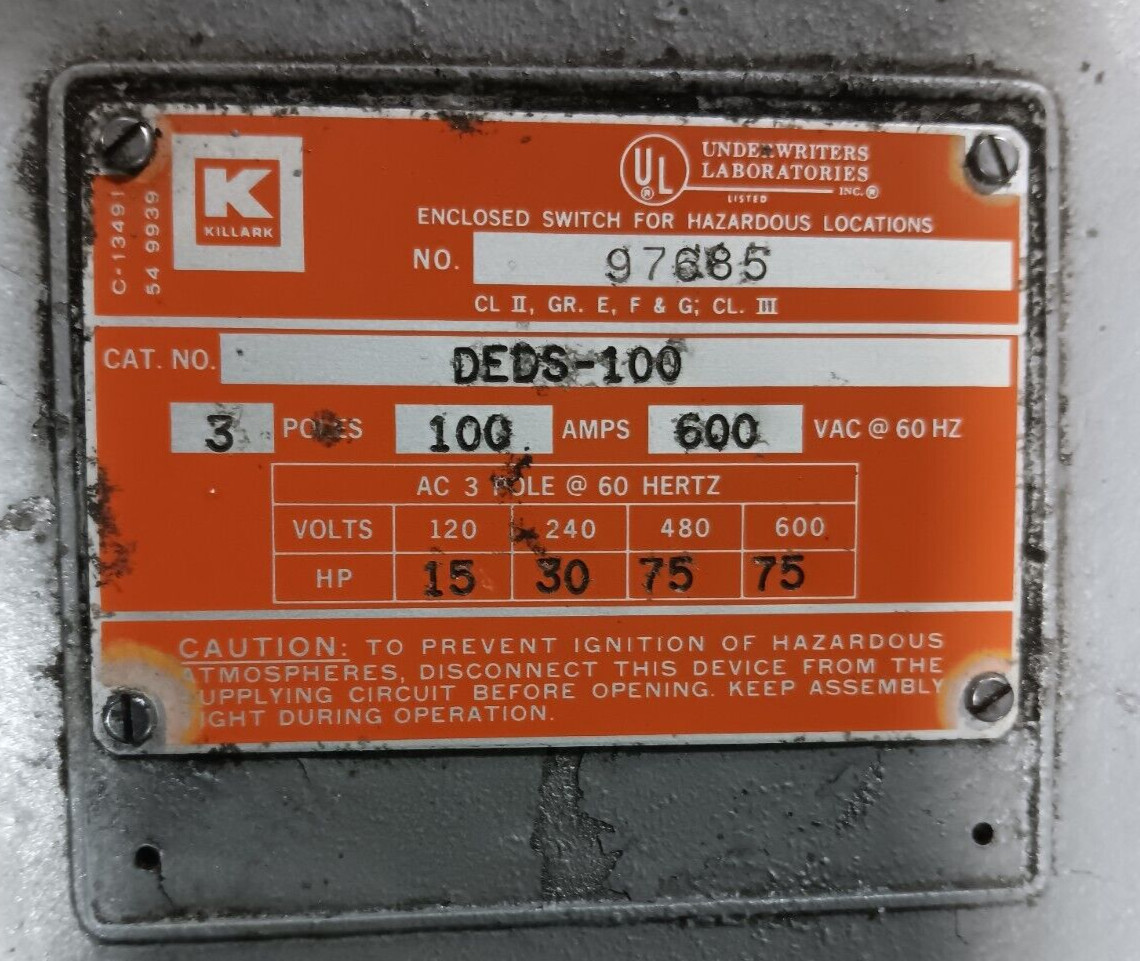 K
KILLARK
C-13491
54 9939
UL
®
UNDERWRITERS
LABORATORIES
INC.®
LISTED
ENCLOSED SWITCH FOR HAZARDOUS LOCATIONS
NO. 97685
CL II, GR. E, F & G; CL. III
CAT. NO. DEDS-100
3 POLES 100 AMPS 600 VAC @ 60 HZ
AC 3 POLE @ 60 HERTZ
VOLTS 120 240 480 600
HP 15 30 75 75
CAUTION: TO PREVENT IGNITION OF HAZARDOUS
ATMOSPHERES, DISCONNECT THIS DEVICE FROM THE
SUPPLYING CIRCUIT BEFORE OPENING. KEEP ASSEMBLY
TIGHT DURING OPERATION.